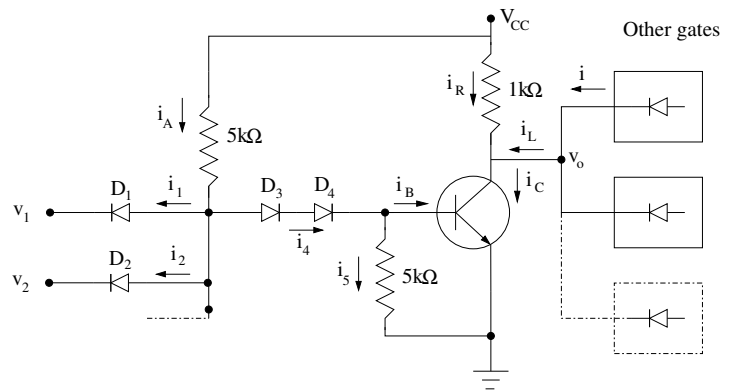 V_CC
Other gates
i_R
1kΩ
i
i_A
5kΩ
i_L
v_o
D_1
i_1
D_3
D_4
i_B
i_C
v_1
i_4
D_2
i_2
v_2
i_5
5kΩ